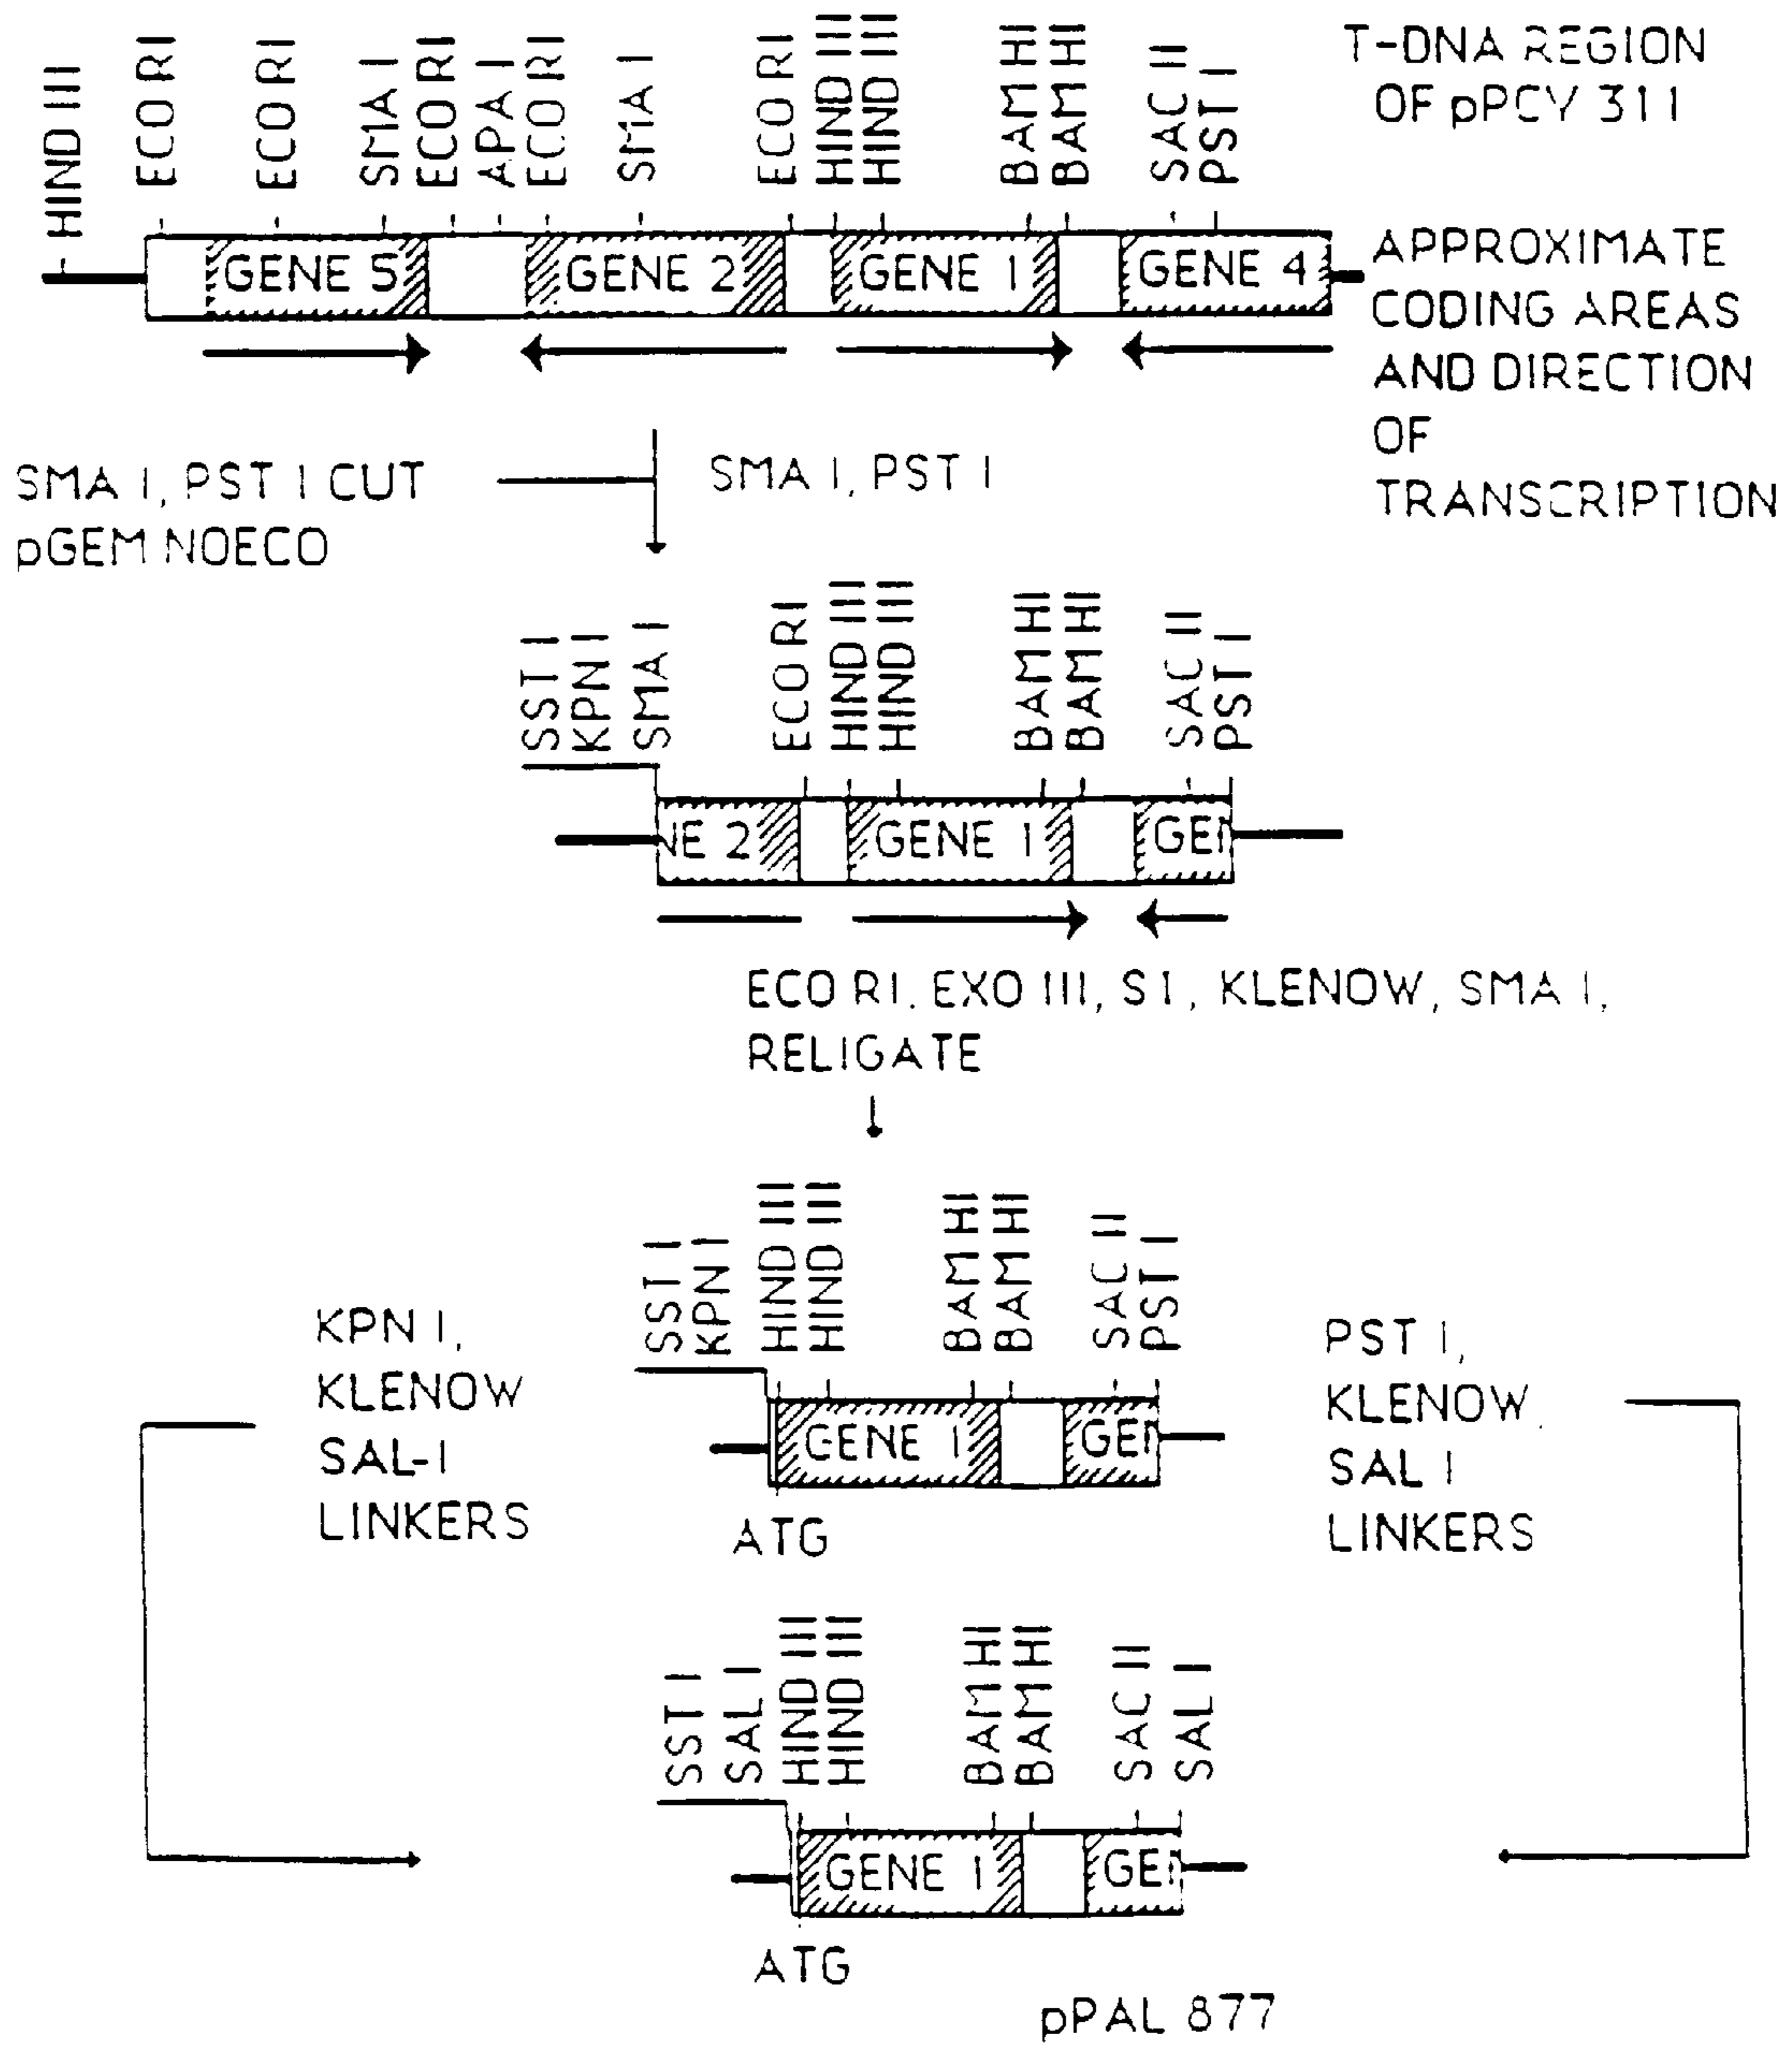 HIND III
ECO RI
ECO RI
SMA I
ECO RI
APA I
ECO RI
SMA I
ECO RI
HIND III
HIND III
BAM HI
BAM HI
SAC II
PST I
T-DNA REGION
OF pPCY 311
GENE 5
GENE 2
GENE 1
GENE 4
APPROXIMATE
CODING AREAS
AND DIRECTION
OF
TRANSCRIPTION
SMA I, PST I CUT
pGEM NOECO
SMA I, PST I
SST I
KPN I
SMA I
ECO RI
HIND III
HIND III
BAM HI
BAM HI
SAC II
PST I
NE 2
GENE 1
GEN
ECO RI, EXO III, S1, KLENOW, SMA I,
RELIGATE
SST I
KPN I
HIND III
HIND III
BAM HI
BAM HI
SAC II
PST I
KPN I,
KLENOW
SAL-I
LINKERS
GENE 1
GEN
ATG
PST I,
KLENOW,
SAL I
LINKERS
SST I
SAL I
HIND III
HIND III
BAM HI
BAM HI
SAC II
SAL I
GENE 1
GEN
ATG
pPAL 877